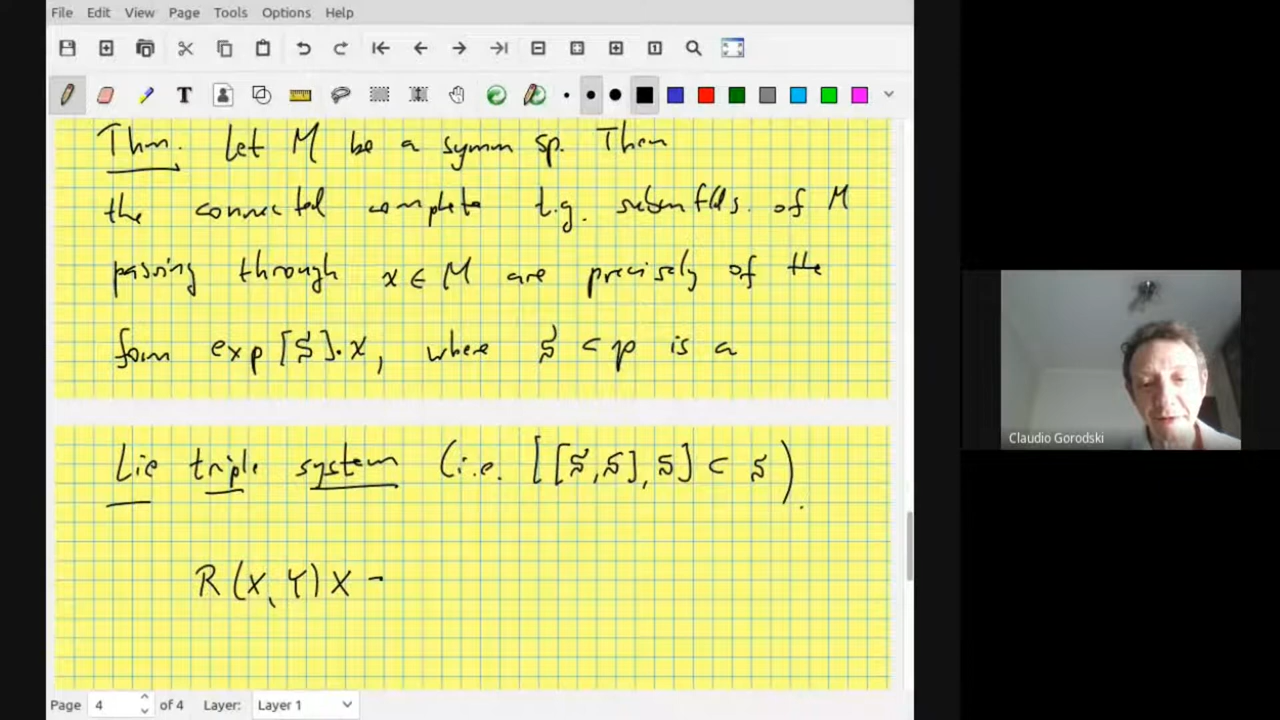 File Edit View Page Tools Options Help
Thm. Let M be a symm sp. Then
the connected complete t.g. submflds. of M
passing through x ∈ M are precisely of the
form exp[𝔰]·x, where 𝔰 ⊂ p is a
Lie triple system (i.e. [[𝔰,𝔰],𝔰] ⊂ 𝔰).
R(X,Y)X -
Claudio Gorodski
Page 4 of 4 Layer: Layer 1